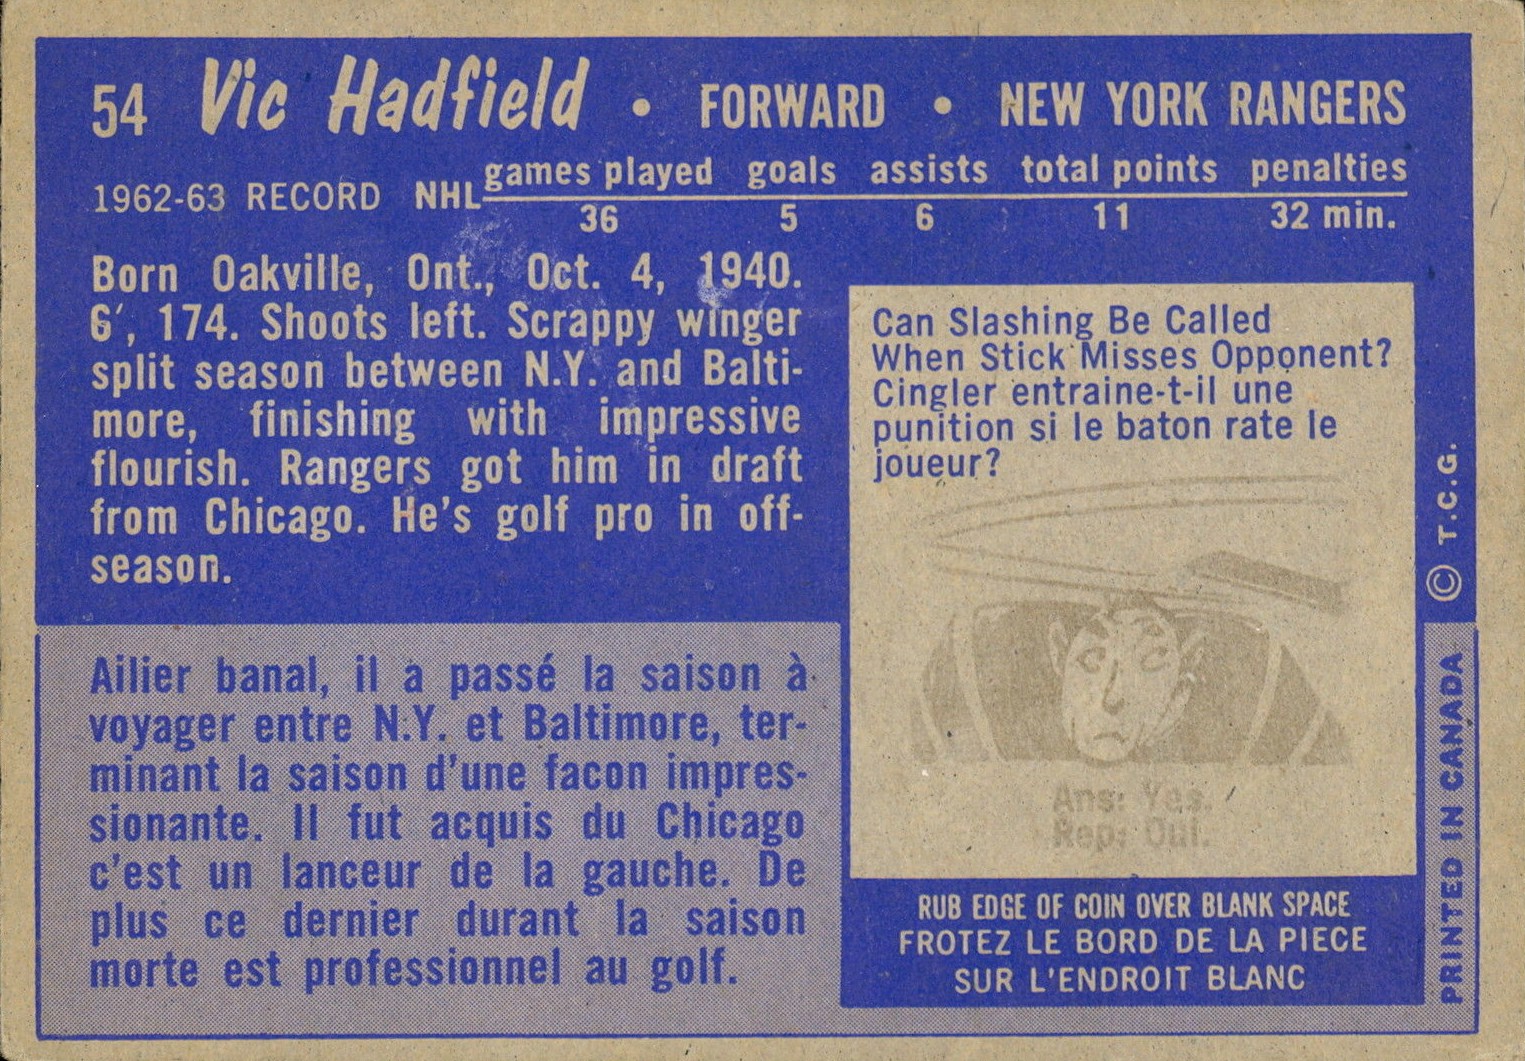 54 Vic Hadfield • FORWARD • NEW YORK RANGERS
games played goals assists total points penalties
1962-63 RECORD NHL
36 5 6 11 32 min.
Born Oakville, Ont., Oct. 4, 1940.
6′, 174. Shoots left. Scrappy winger
split season between N.Y. and Balti-
more, finishing with impressive
flourish. Rangers got him in draft
from Chicago. He's golf pro in off-
season.
Can Slashing Be Called
When Stick Misses Opponent?
Cingler entraine-t-il une
punition si le baton rate le
joueur?
Ans: Yes.
Rep: Oui.
Ailier banal, il a passé la saison à
voyager entre N.Y. et Baltimore, ter-
minant la saison d'une facon impres-
sionante. Il fut acquis du Chicago
c'est un lanceur de la gauche. De
plus ce dernier durant la saison
morte est professionnel au golf.
RUB EDGE OF COIN OVER BLANK SPACE
FROTEZ LE BORD DE LA PIECE
SUR L'ENDROIT BLANC
© T.C.G.
PRINTED IN CANADA